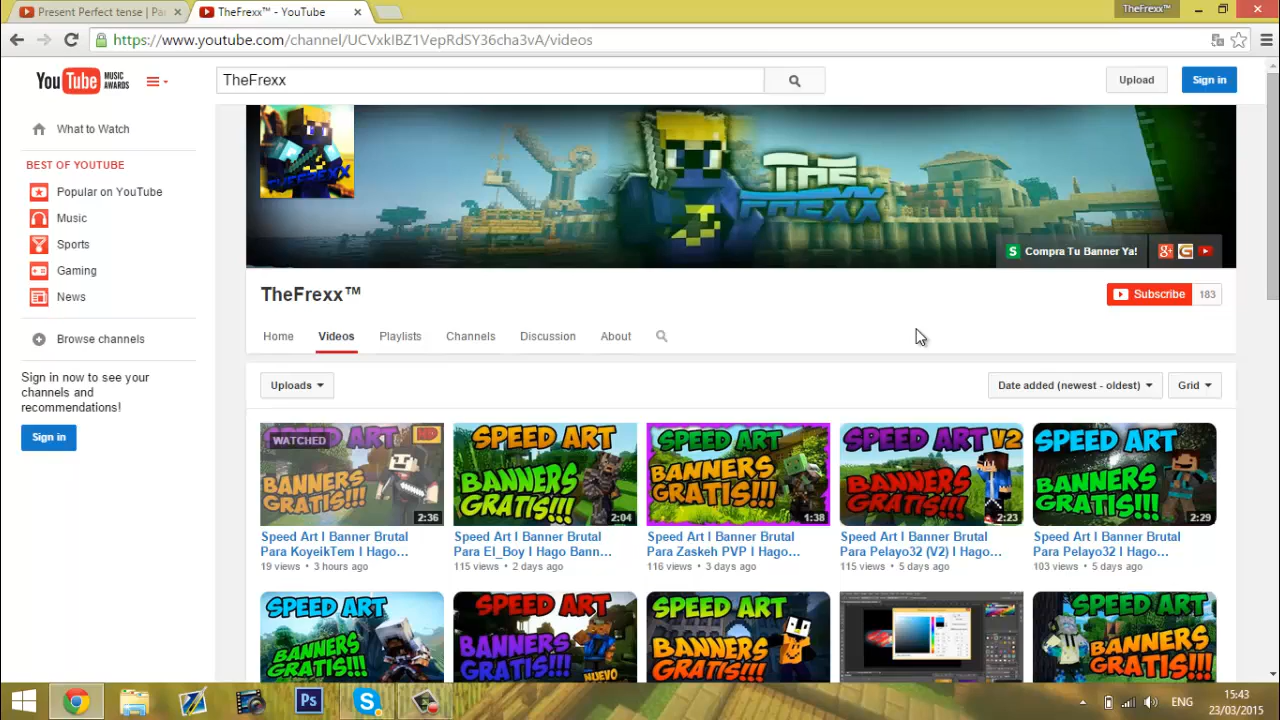 Present Perfect tense | Pa
TheFrexx™ - YouTube
TheFrexx™
https://www.youtube.com/channel/
/videos
You Tube MUSIC AWARDS
TheFrexx
Upload
Sign in
What to Watch
BEST OF YOUTUBE
Popular on YouTube
Music
Sports
Gaming
News
Browse channels
Sign in now to see your
channels and
recommendations!
Sign in
THEFREXX
THE
FREXX
S Compra Tu Banner Ya!
TheFrexx™
Subscribe 183
Home Videos Playlists Channels Discussion About
Uploads
Date added (newest - oldest) Grid
WATCHED
SPEED ART
HD
BANNERS
GRATIS!!!
2:36
SPEED ART
BANNERS
GRATIS!!!
2:04
SPEED ART
BANNERS
GRATIS!!!
1:38
SPEED ART V2
BANNERS
GRATIS!!!
2:23
SPEED ART
BANNERS
GRATIS!!!
2:29
Speed Art l Banner Brutal
Para KoyeikTem l Hago...
19 views • 3 hours ago
Speed Art l Banner Brutal
Para El_Boy l Hago Bann...
115 views • 2 days ago
Speed Art l Banner Brutal
Para Zaskeh PVP l Hago...
116 views • 3 days ago
Speed Art l Banner Brutal
Para Pelayo32 (V2) l Hago...
115 views • 5 days ago
Speed Art l Banner Brutal
Para Pelayo32 l Hago...
103 views • 5 days ago
SPEED ART
BANNERS
GRATIS!!!
SPEED ART
BANNERS
GRATIS!!!
NUEVO
SPEED ART
BANNERS
GRATIS!!!
SPEED ART
BANNERS
GRATIS!!!
Ps
S
ENG
15:43
23/03/2015